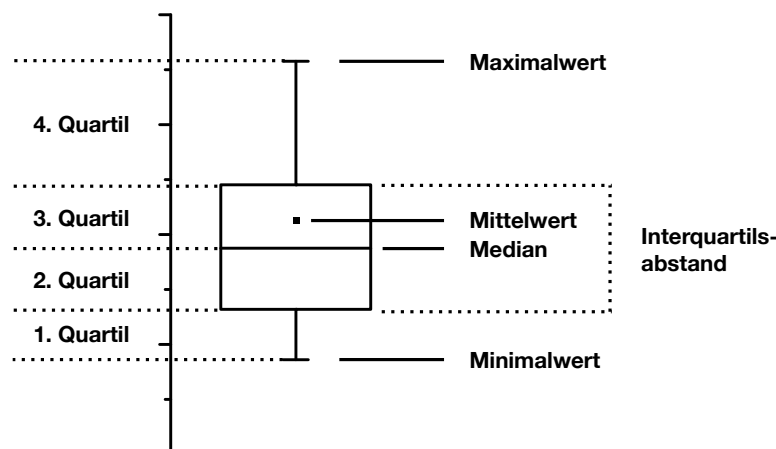 Maximalwert
4. Quartil
3. Quartil
Mittelwert
Median
Interquartils-
abstand
2. Quartil
1. Quartil
Minimalwert